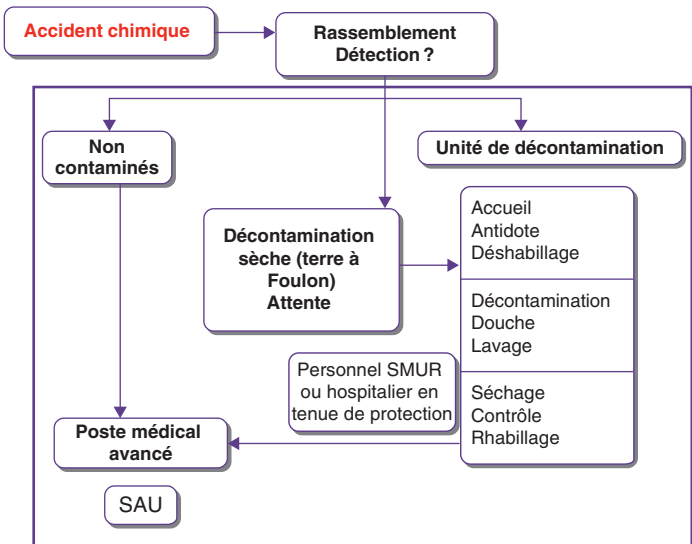 Accident chimique
Rassemblement
Détection ?
Non
contaminés
Unité de décontamination
Décontamination
sèche (terre à
Foulon)
Attente
Accueil
Antidote
Déshabillage
Décontamination
Douche
Lavage
Personnel SMUR
ou hospitalier en
tenue de protection
Séchage
Contrôle
Rhabillage
Poste médical
avancé
SAU